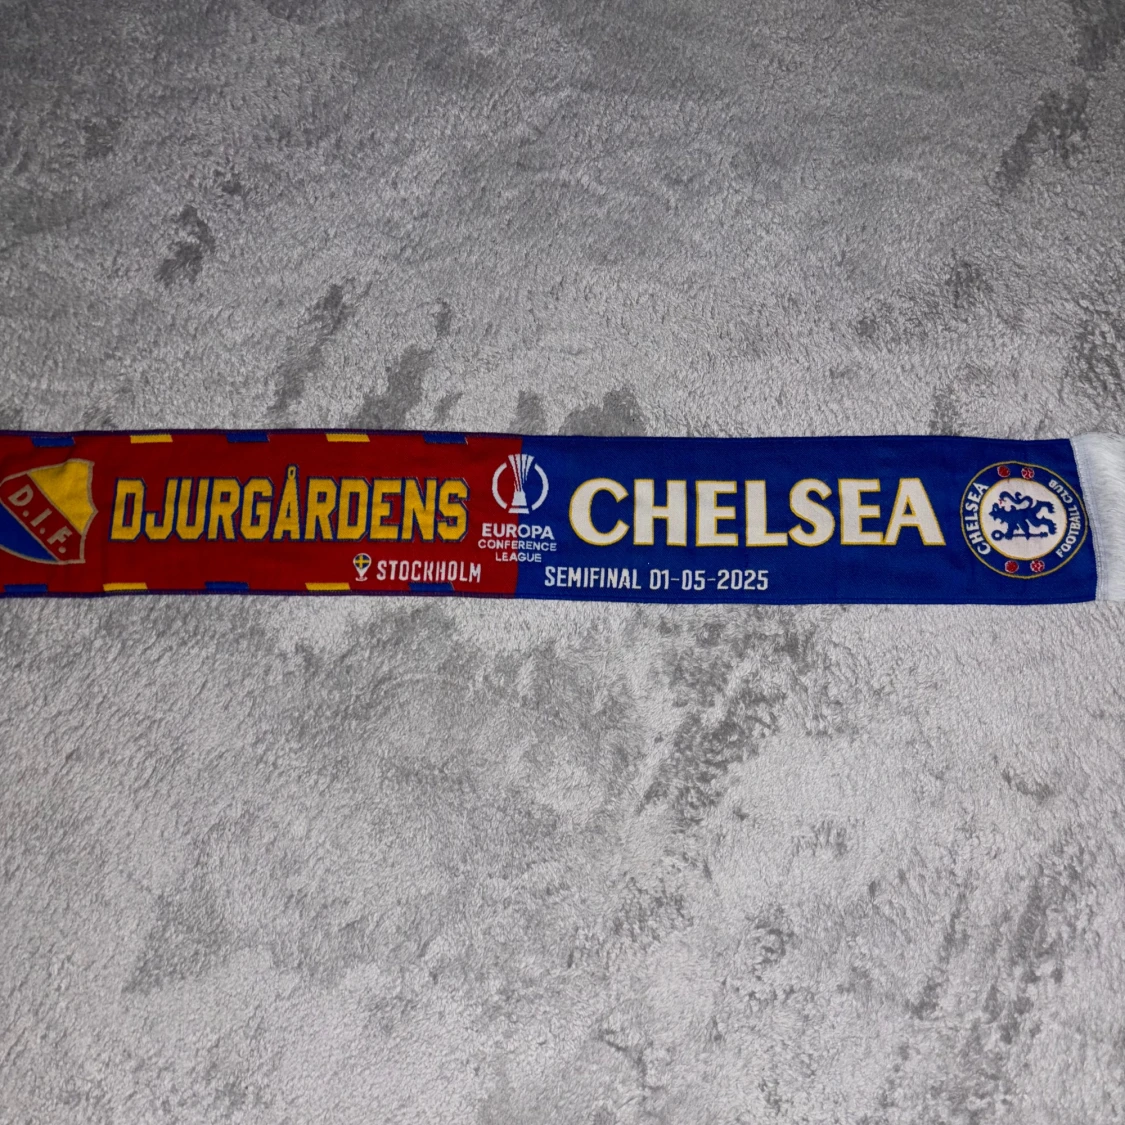 D.I.F.
DJURGÅRDENS
STOCKHOLM
EUROPA
CONFERENCE
LEAGUE
CHELSEA
SEMIFINAL 01-05-2025
CHELSEA
FOOTBALL CLUB